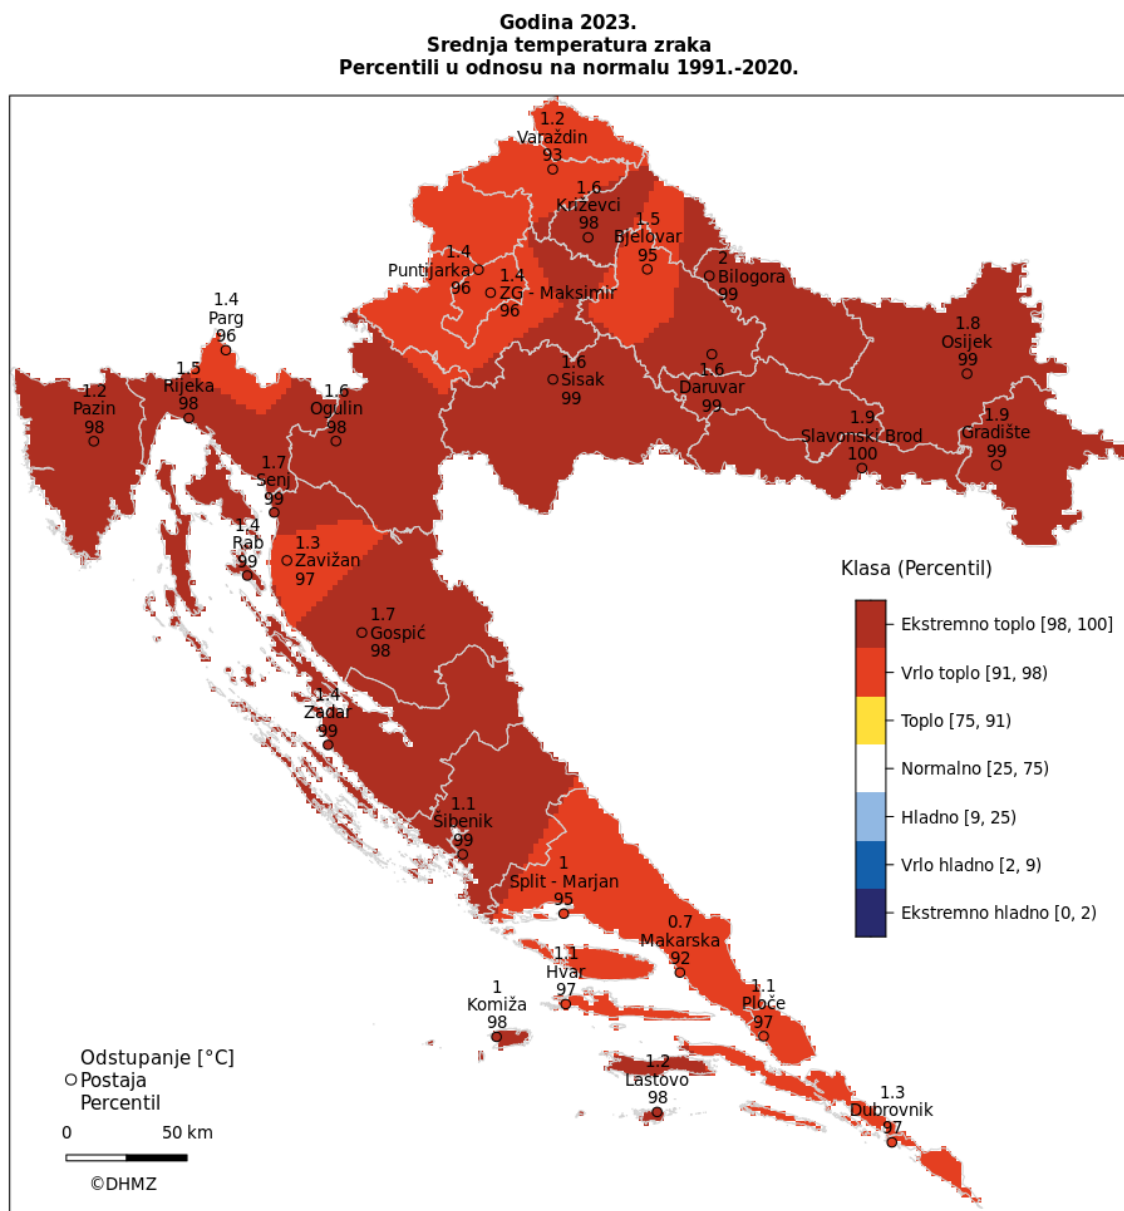 Godina 2023.
Srednja temperatura zraka
Percentili u odnosu na normalu 1991.-2020.
1.2
Varaždin
93
1.6
Križevci
98
1.5
Bjelovar
95
1.4
Puntijarka
96
1.4
ZG - Maksimir
96
2
Bilogora
99
1.4
Parg
96
1.8
Osijek
99
1.5
Rijeka
98
1.2
Pazin
98
1.6
Ogulin
98
1.6
Sisak
99
1.6
Daruvar
99
1.9
Slavonski Brod
100
1.9
Gradište
99
1.7
Senj
99
1.4
Rab
99
1.3
Zavižan
97
1.7
Gospić
98
1.4
Zadar
99
1.1
Šibenik
99
1
Split - Marjan
95
0.7
Makarska
92
1.1
Hvar
97
1
Komiža
98
1.1
Ploče
97
1.2
Lastovo
98
1.3
Dubrovnik
97
Klasa (Percentil)
Ekstremno toplo [98, 100]
Vrlo toplo [91, 98)
Toplo [75, 91)
Normalno [25, 75)
Hladno [9, 25)
Vrlo hladno [2, 9)
Ekstremno hladno [0, 2)
Odstupanje [°C]
Postaja
Percentil
0 50 km
©DHMZ